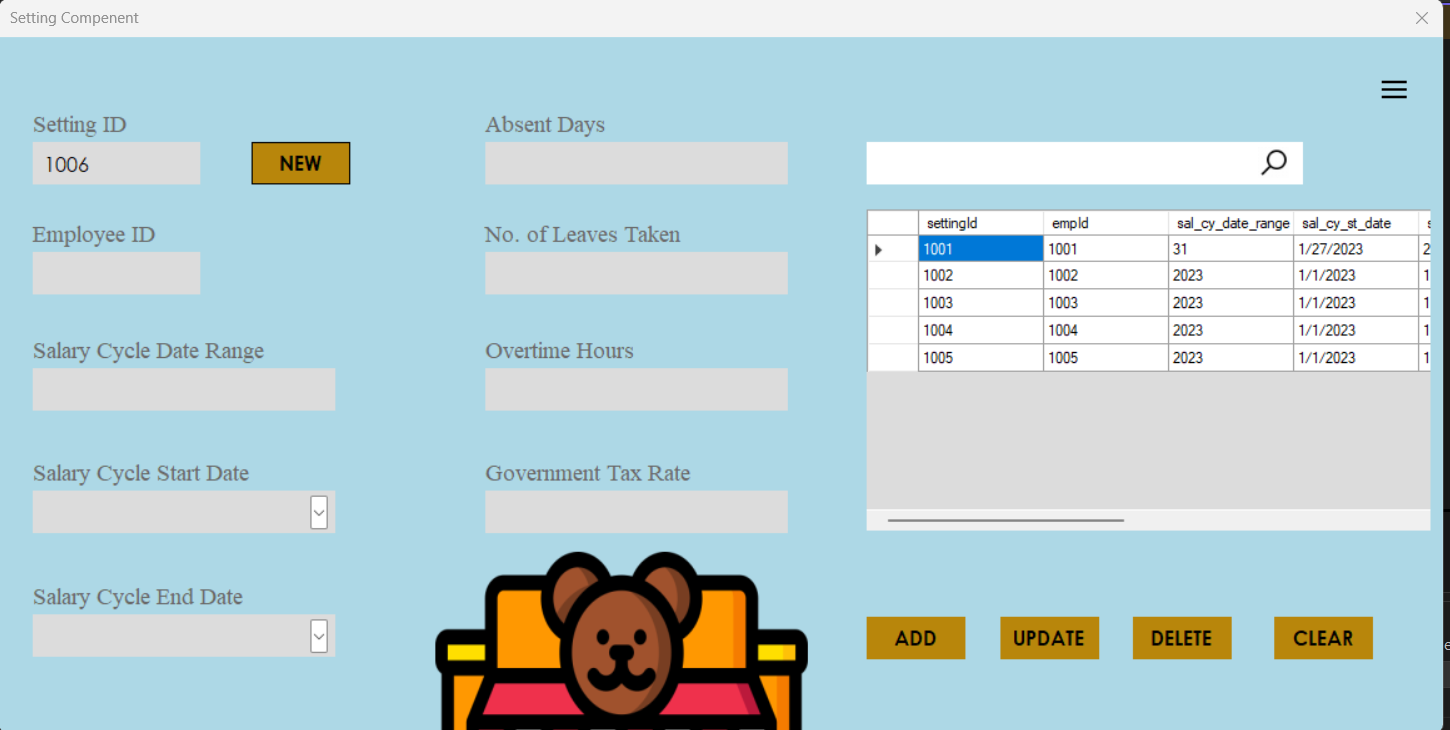 Setting Compenent
Setting ID
1006
NEW
Employee ID
Salary Cycle Date Range
Salary Cycle Start Date
Salary Cycle End Date
Absent Days
No. of Leaves Taken
Overtime Hours
Government Tax Rate
settingId empId sal_cy_date_range sal_cy_st_date s
1001 1001 31 1/27/2023 2
1002 1002 2023 1/1/2023 1
1003 1003 2023 1/1/2023 1
1004 1004 2023 1/1/2023 1
1005 1005 2023 1/1/2023 1
ADD UPDATE DELETE CLEAR